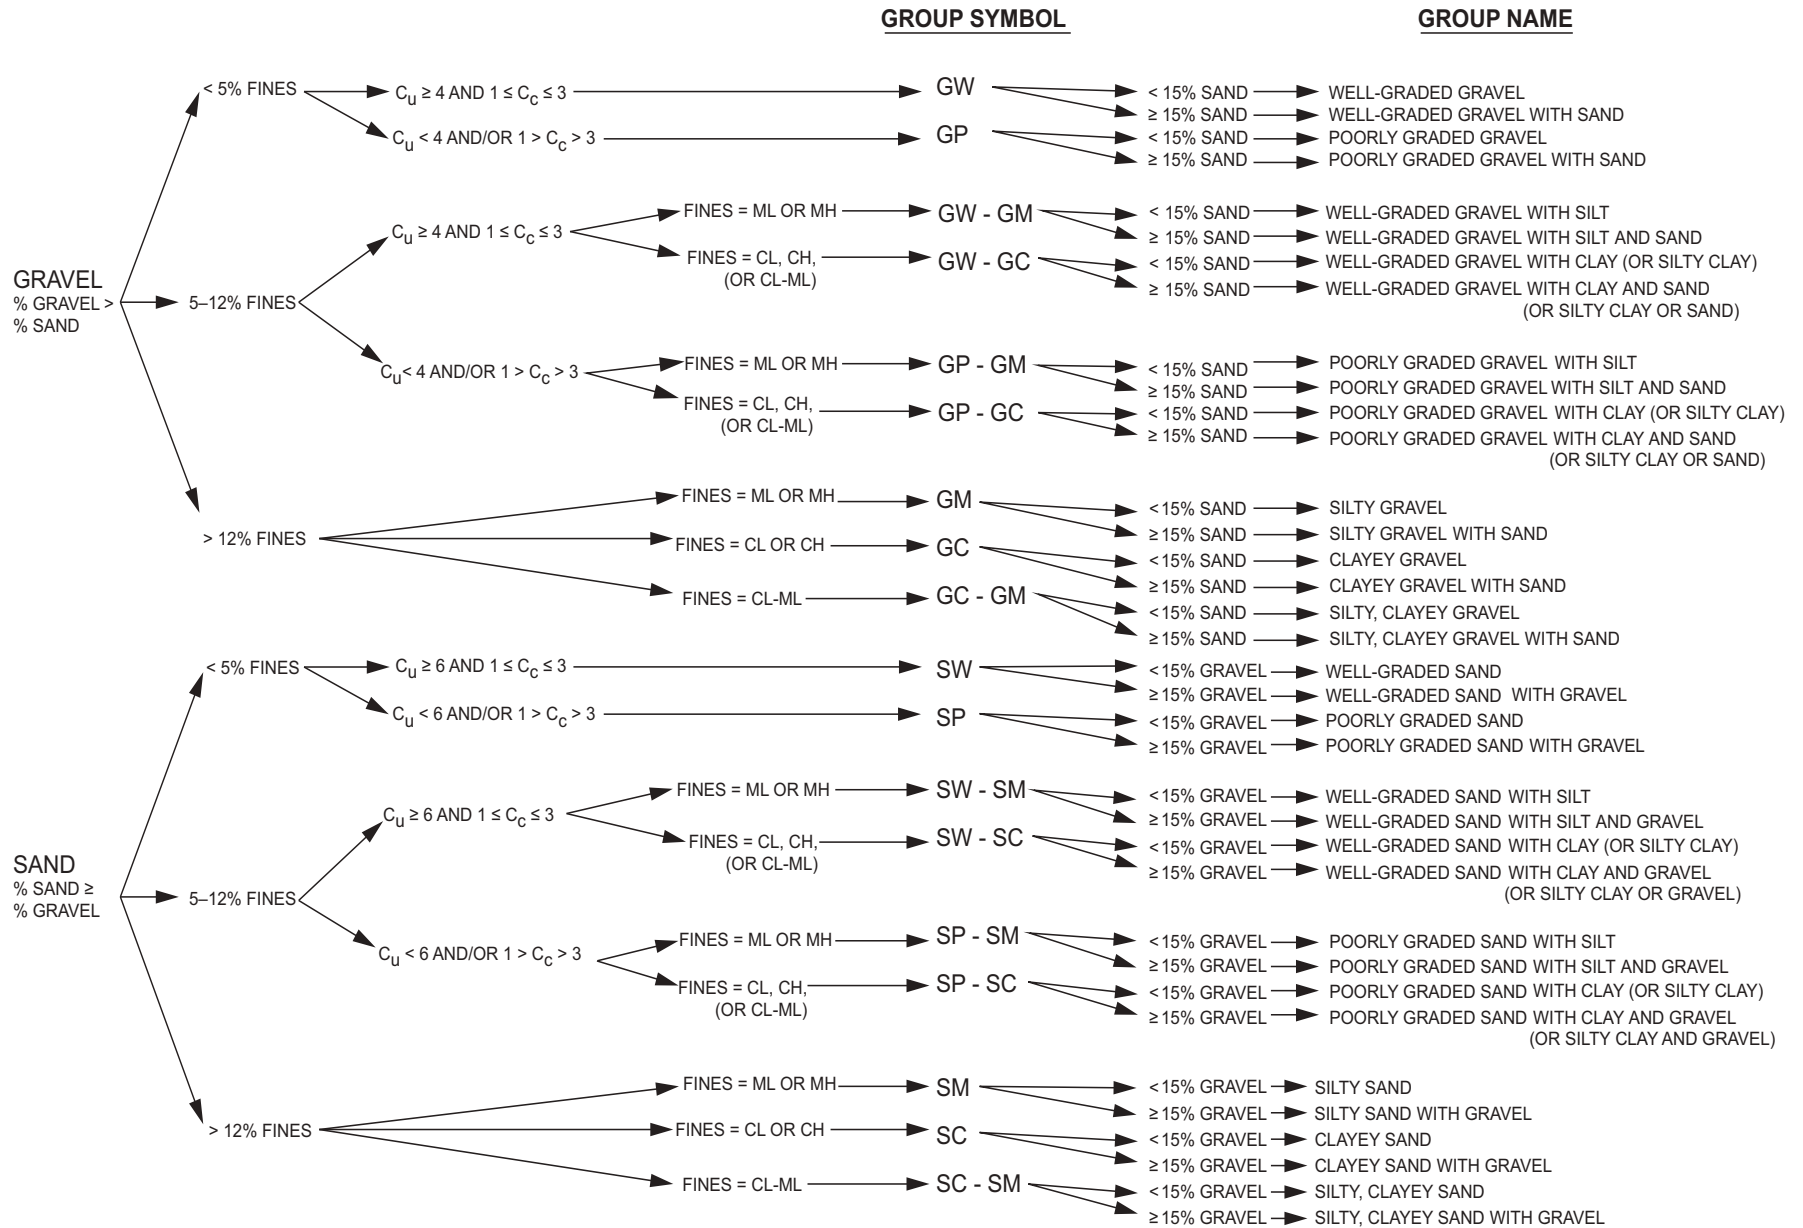 GROUP SYMBOL GROUP NAME
< 5% FINES Cu ≥ 4 AND 1 ≤ Cc ≤ 3 GW < 15% SAND WELL-GRADED GRAVEL
≥ 15% SAND WELL-GRADED GRAVEL WITH SAND
Cu < 4 AND/OR 1 > Cc > 3 GP < 15% SAND POORLY GRADED GRAVEL
≥ 15% SAND POORLY GRADED GRAVEL WITH SAND
FINES = ML OR MH GW - GM < 15% SAND WELL-GRADED GRAVEL WITH SILT
Cu ≥ 4 AND 1 ≤ Cc ≤ 3 ≥ 15% SAND WELL-GRADED GRAVEL WITH SILT AND SAND
FINES = CL, CH, GW - GC < 15% SAND WELL-GRADED GRAVEL WITH CLAY (OR SILTY CLAY)
(OR CL-ML) ≥ 15% SAND WELL-GRADED GRAVEL WITH CLAY AND SAND
(OR SILTY CLAY OR SAND)
GRAVEL
% GRAVEL > 5–12% FINES
% SAND
FINES = ML OR MH GP - GM < 15% SAND POORLY GRADED GRAVEL WITH SILT
Cu< 4 AND/OR 1 > Cc > 3 ≥ 15% SAND POORLY GRADED GRAVEL WITH SILT AND SAND
FINES = CL, CH, GP - GC < 15% SAND POORLY GRADED GRAVEL WITH CLAY (OR SILTY CLAY)
(OR CL-ML) ≥ 15% SAND POORLY GRADED GRAVEL WITH CLAY AND SAND
(OR SILTY CLAY OR SAND)
FINES = ML OR MH GM <15% SAND SILTY GRAVEL
≥15% SAND SILTY GRAVEL WITH SAND
> 12% FINES FINES = CL OR CH GC <15% SAND CLAYEY GRAVEL
≥15% SAND CLAYEY GRAVEL WITH SAND
FINES = CL-ML GC - GM <15% SAND SILTY, CLAYEY GRAVEL
≥15% SAND SILTY, CLAYEY GRAVEL WITH SAND
< 5% FINES Cu ≥ 6 AND 1 ≤ Cc ≤ 3 SW <15% GRAVEL WELL-GRADED SAND
≥15% GRAVEL WELL-GRADED SAND WITH GRAVEL
Cu < 6 AND/OR 1 > Cc > 3 SP <15% GRAVEL POORLY GRADED SAND
≥15% GRAVEL POORLY GRADED SAND WITH GRAVEL
FINES = ML OR MH SW - SM <15% GRAVEL WELL-GRADED SAND WITH SILT
Cu ≥ 6 AND 1 ≤ Cc ≤ 3 ≥15% GRAVEL WELL-GRADED SAND WITH SILT AND GRAVEL
FINES = CL, CH, SW - SC <15% GRAVEL WELL-GRADED SAND WITH CLAY (OR SILTY CLAY)
(OR CL-ML) ≥15% GRAVEL WELL-GRADED SAND WITH CLAY AND GRAVEL
(OR SILTY CLAY OR GRAVEL)
SAND
% SAND ≥ 5–12% FINES
% GRAVEL
FINES = ML OR MH SP - SM <15% GRAVEL POORLY GRADED SAND WITH SILT
Cu < 6 AND/OR 1 > Cc > 3 ≥15% GRAVEL POORLY GRADED SAND WITH SILT AND GRAVEL
FINES = CL, CH, SP - SC <15% GRAVEL POORLY GRADED SAND WITH CLAY (OR SILTY CLAY)
(OR CL-ML) ≥15% GRAVEL POORLY GRADED SAND WITH CLAY AND GRAVEL
(OR SILTY CLAY AND GRAVEL)
FINES = ML OR MH SM <15% GRAVEL SILTY SAND
≥15% GRAVEL SILTY SAND WITH GRAVEL
> 12% FINES FINES = CL OR CH SC <15% GRAVEL CLAYEY SAND
≥15% GRAVEL CLAYEY SAND WITH GRAVEL
FINES = CL-ML SC - SM <15% GRAVEL SILTY, CLAYEY SAND
≥15% GRAVEL SILTY, CLAYEY SAND WITH GRAVEL